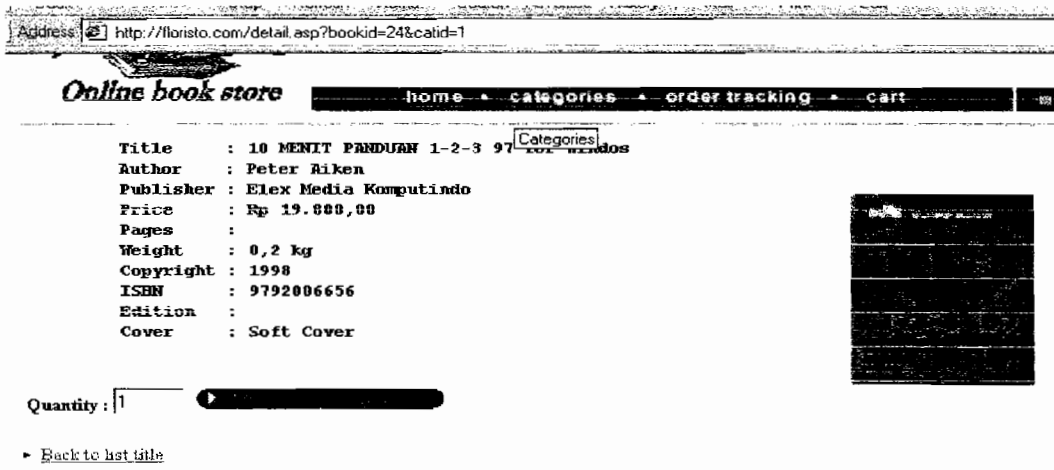 Address http://floristo.com/detail.asp?bookid=24&catid=1
Online book store
home • categories • order tracking • cart
Categories
Title : 10 MENIT PANDUAN 1-2-3 97 for Windos
Author : Peter Aiken
Publisher : Elex Media Komputindo
Price : Rp 19.800,00
Pages :
Weight : 0,2 kg
Copyright : 1998
ISBN : 9792006656
Edition :
Cover : Soft Cover
Quantity : 1
Back to list title